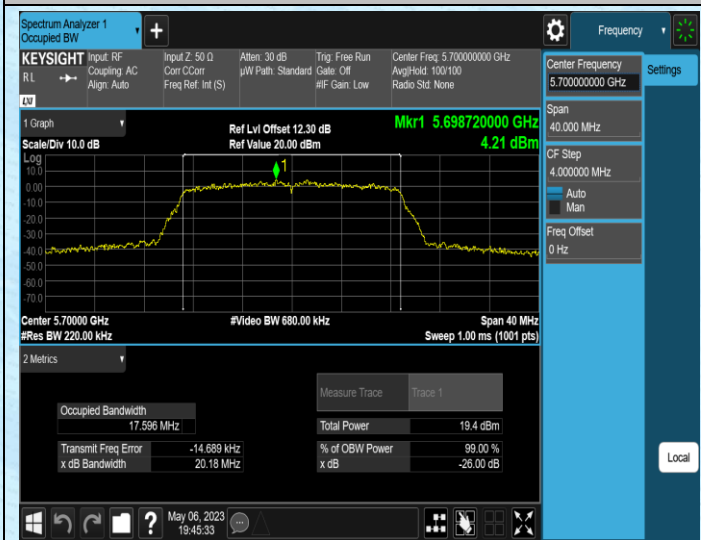 Spectrum Analyzer 1
Occupied BW
Frequency
KEYSIGHT
R L
LXI
Input: RF
Coupling: AC
Align: Auto
Input Z: 50 Ω
Corr CCorr
Freq Ref: Int (S)
Atten: 30 dB
µW Path: Standard
Trig: Free Run
Gate: Off
#IF Gain: Low
Center Freq: 5.700000000 GHz
Avg|Hold: 100/100
Radio Std: None
Center Frequency
5.700000000 GHz
Settings
Span
40.000 MHz
CF Step
4.000000 MHz
Auto
Man
Freq Offset
0 Hz
1 Graph
Scale/Div 10.0 dB
Ref Lvl Offset 12.30 dB
Ref Value 20.00 dBm
Mkr1 5.698720000 GHz
4.21 dBm
Log
10.0
0.00
-10.0
-20.0
-30.0
-40.0
-50.0
-60.0
-70.0
1
Center 5.70000 GHz
#Res BW 220.00 kHz
#Video BW 680.00 kHz
Span 40 MHz
Sweep 1.00 ms (1001 pts)
2 Metrics
Measure Trace
Trace 1
Occupied Bandwidth
17.596 MHz
Total Power
19.4 dBm
Transmit Freq Error
-14.689 kHz
% of OBW Power
99.00 %
x dB Bandwidth
20.18 MHz
x dB
-26.00 dB
Local
?
May 06, 2023
19:45:33